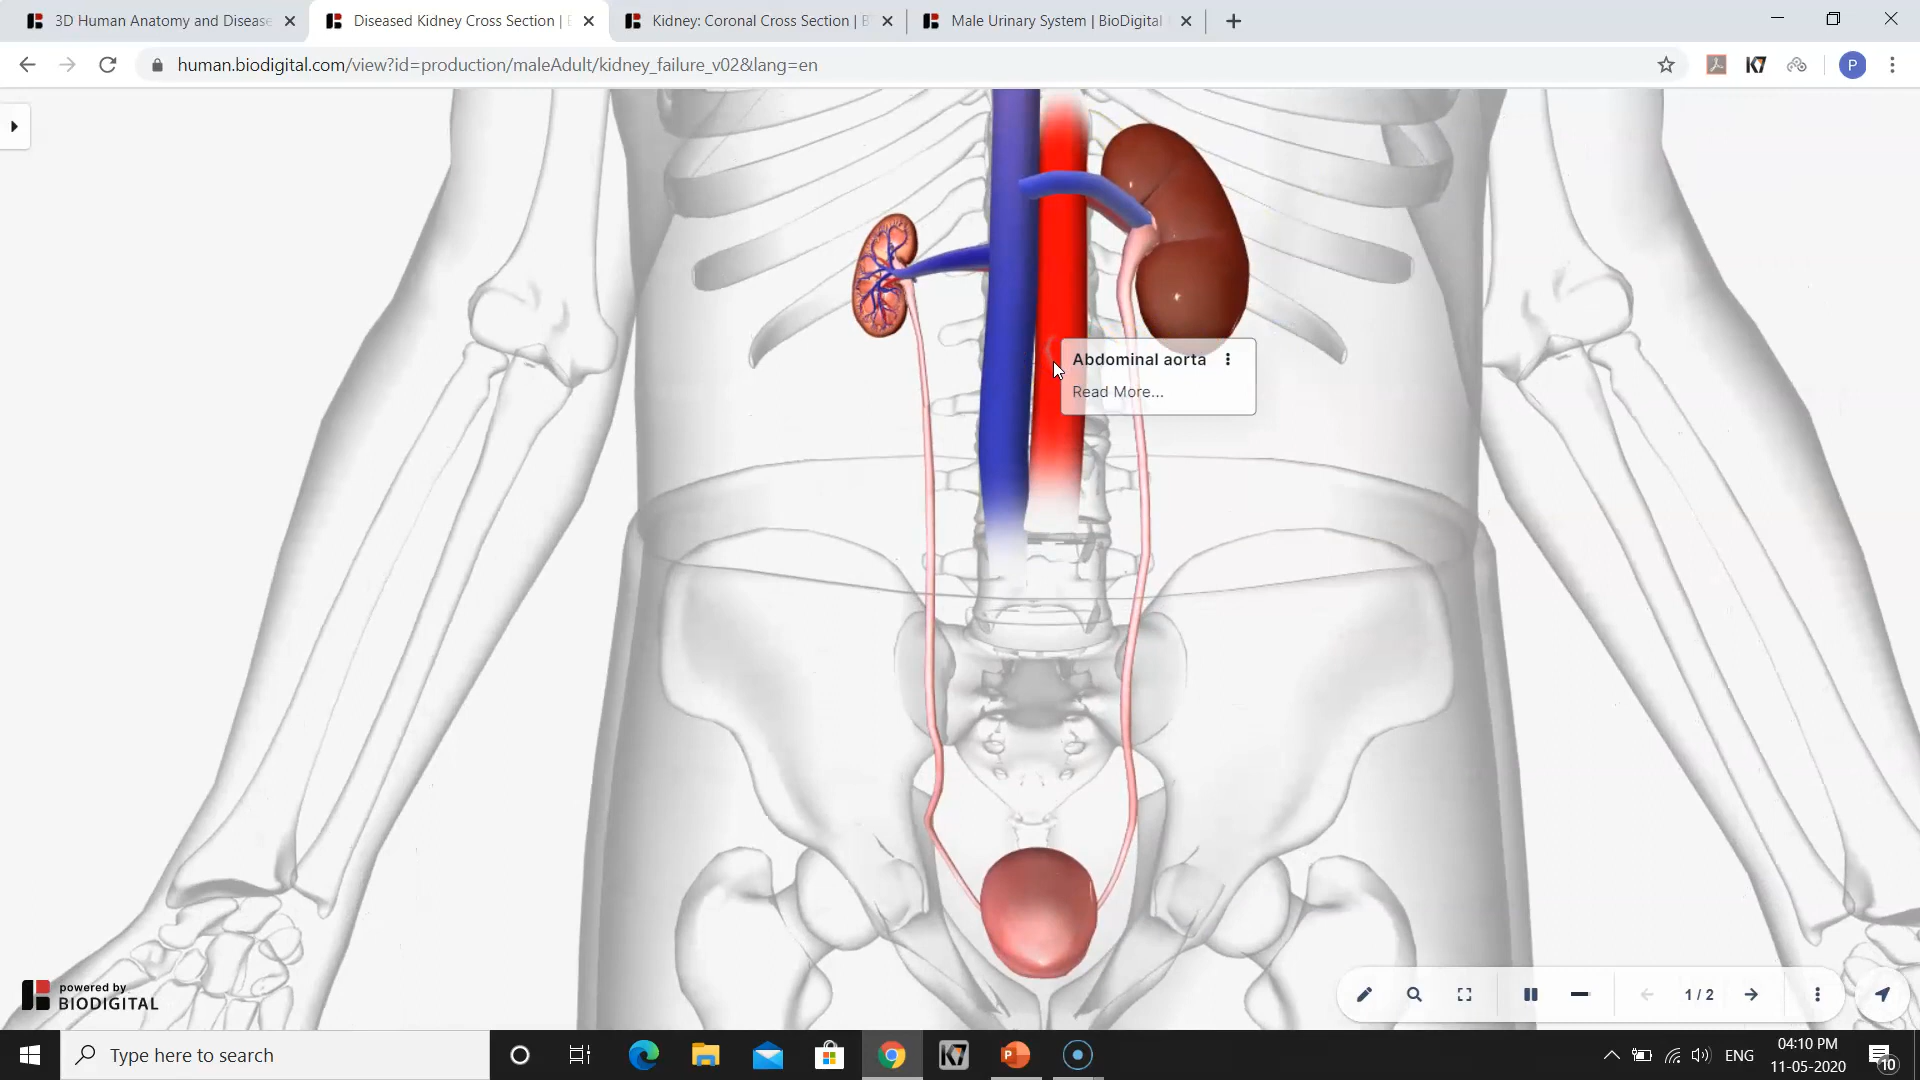 3D Human Anatomy and Disease
Diseased Kidney Cross Section |
Kidney: Coronal Cross Section |
Male Urinary System | BioDigital
human.biodigital.com/view?id=production/maleAdult/kidney_failure_v02&lang=en
K7
P
Abdominal aorta
Read More...
powered by
BIODIGITAL
1 / 2
Type here to search
K7
ENG
04:10 PM
11-05-2020
10